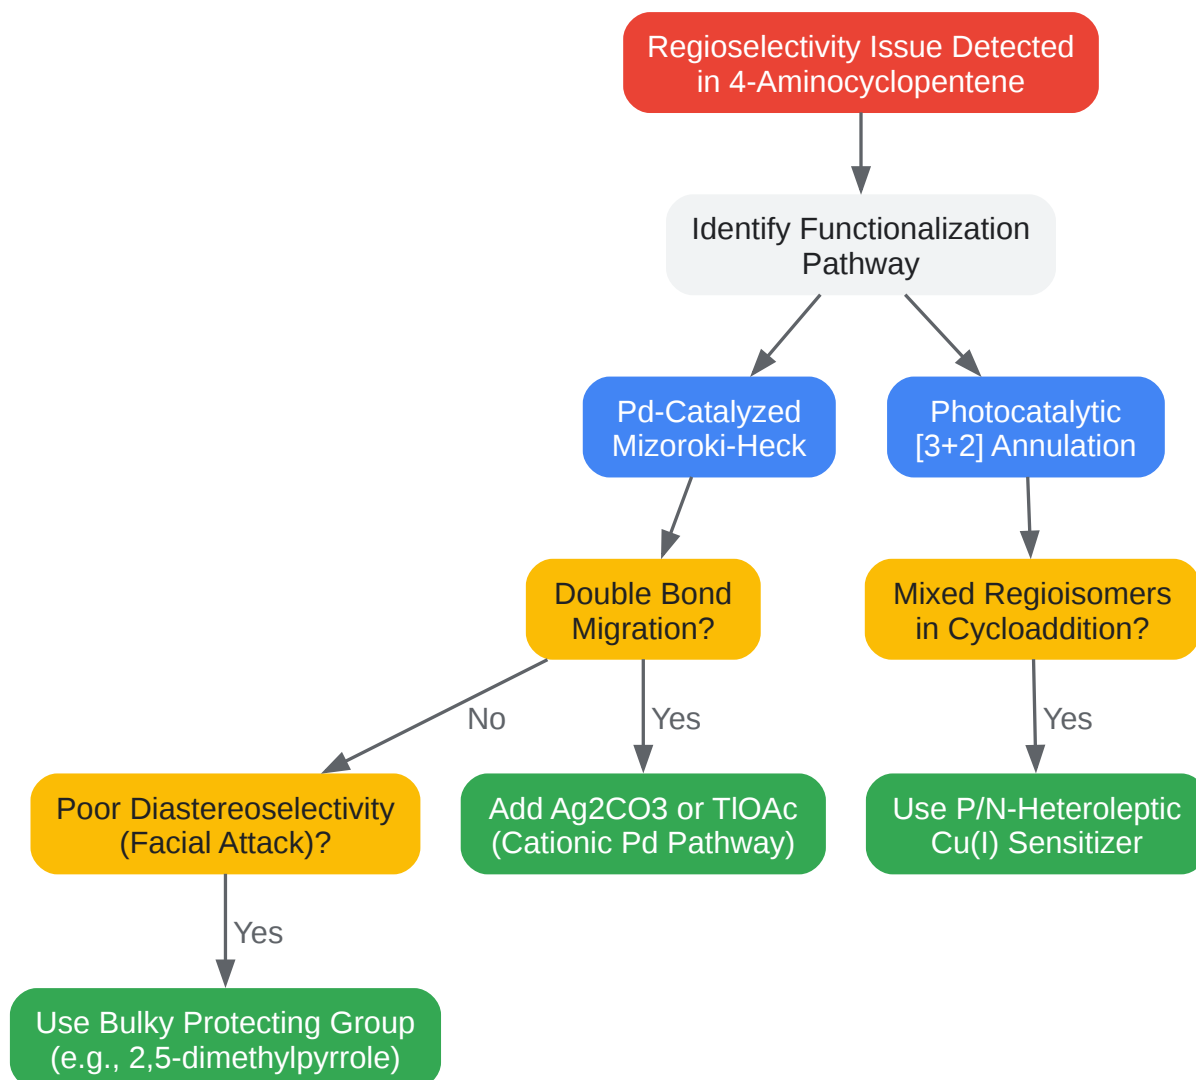 Regioselectivity Issue Detected
in 4-Aminocyclopentene
Identify Functionalization
Pathway
Pd-Catalyzed
Mizoroki-Heck
Photocatalytic
[3+2] Annulation
Double Bond
Migration?
Mixed Regioisomers
in Cycloaddition?
No
Yes
Yes
Poor Diastereoselectivity
(Facial Attack)?
Add Ag2CO3 or TlOAc
(Cationic Pd Pathway)
Use P/N-Heteroleptic
Cu(I) Sensitizer
Yes
Use Bulky Protecting Group
(e.g., 2,5-dimethylpyrrole)